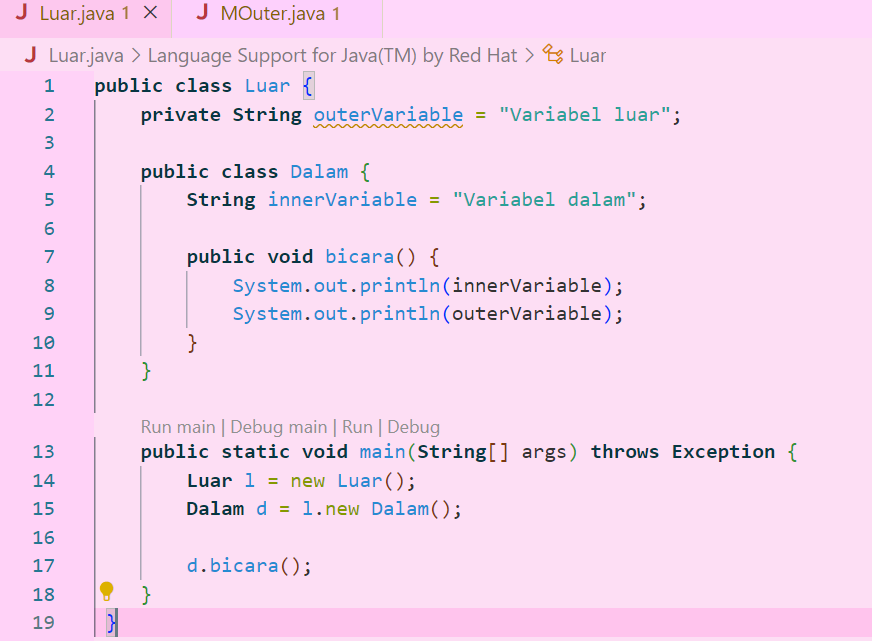 Luar.java 1 × MOuter.java 1
Luar.java > Language Support for Java(TM) by Red Hat > Luar
1 public class Luar {
2     private String outerVariable = "Variabel luar";
3
4     public class Dalam {
5         String innerVariable = "Variabel dalam";
6
7         public void bicara() {
8             System.out.println(innerVariable);
9             System.out.println(outerVariable);
10         }
11     }
12
Run main | Debug main | Run | Debug
13     public static void main(String[] args) throws Exception {
14         Luar l = new Luar();
15         Dalam d = l.new Dalam();
16
17         d.bicara();
18     }
19 }